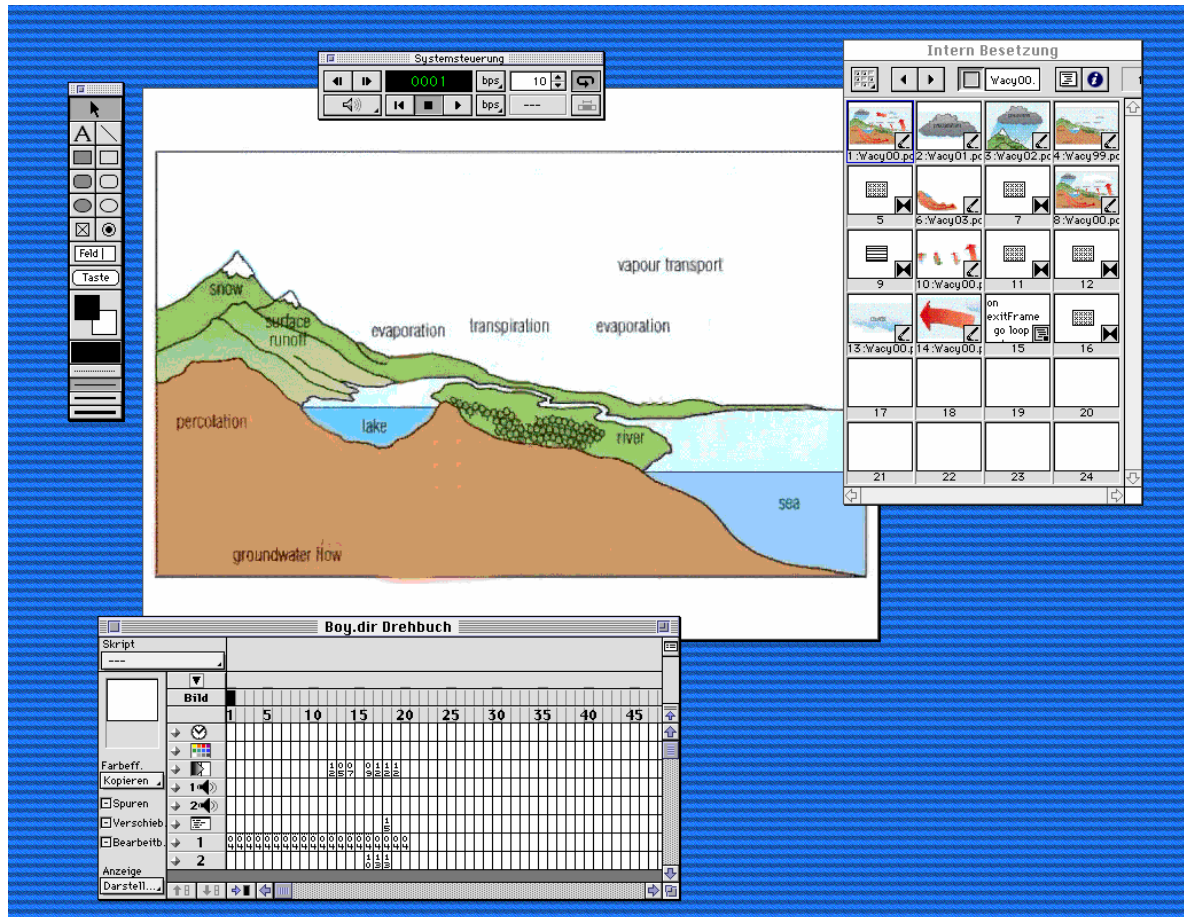 Systemsteuerung
0001
bps
10
bps
---
Feld
Taste
vapour transport
snow
surface
runoff
evaporation
transpiration
evaporation
percolation
lake
river
sea
groundwater flow
Intern Besetzung
Wacy00.
1:Wacy00.pc 2:Wacy01.pc 3:Wacy02.pc 4:Wacy99.pc
5 6:Wacy03.pc 7 8:Wacy00.pc
9 10:Wacy00.p 11 12
on
exitFrame
go loop
13:Wacy00.p 14:Wacy00.p 15 16
17 18 19 20
21 22 23 24
Boy.dir Drehbuch
Skript
---
Bild
1 5 10 15 20 25 30 35 40 45
Farbeff.
Kopieren
Spuren
Verschieb.
Bearbeitb.
Anzeige
Darstell...
1
2
1
2